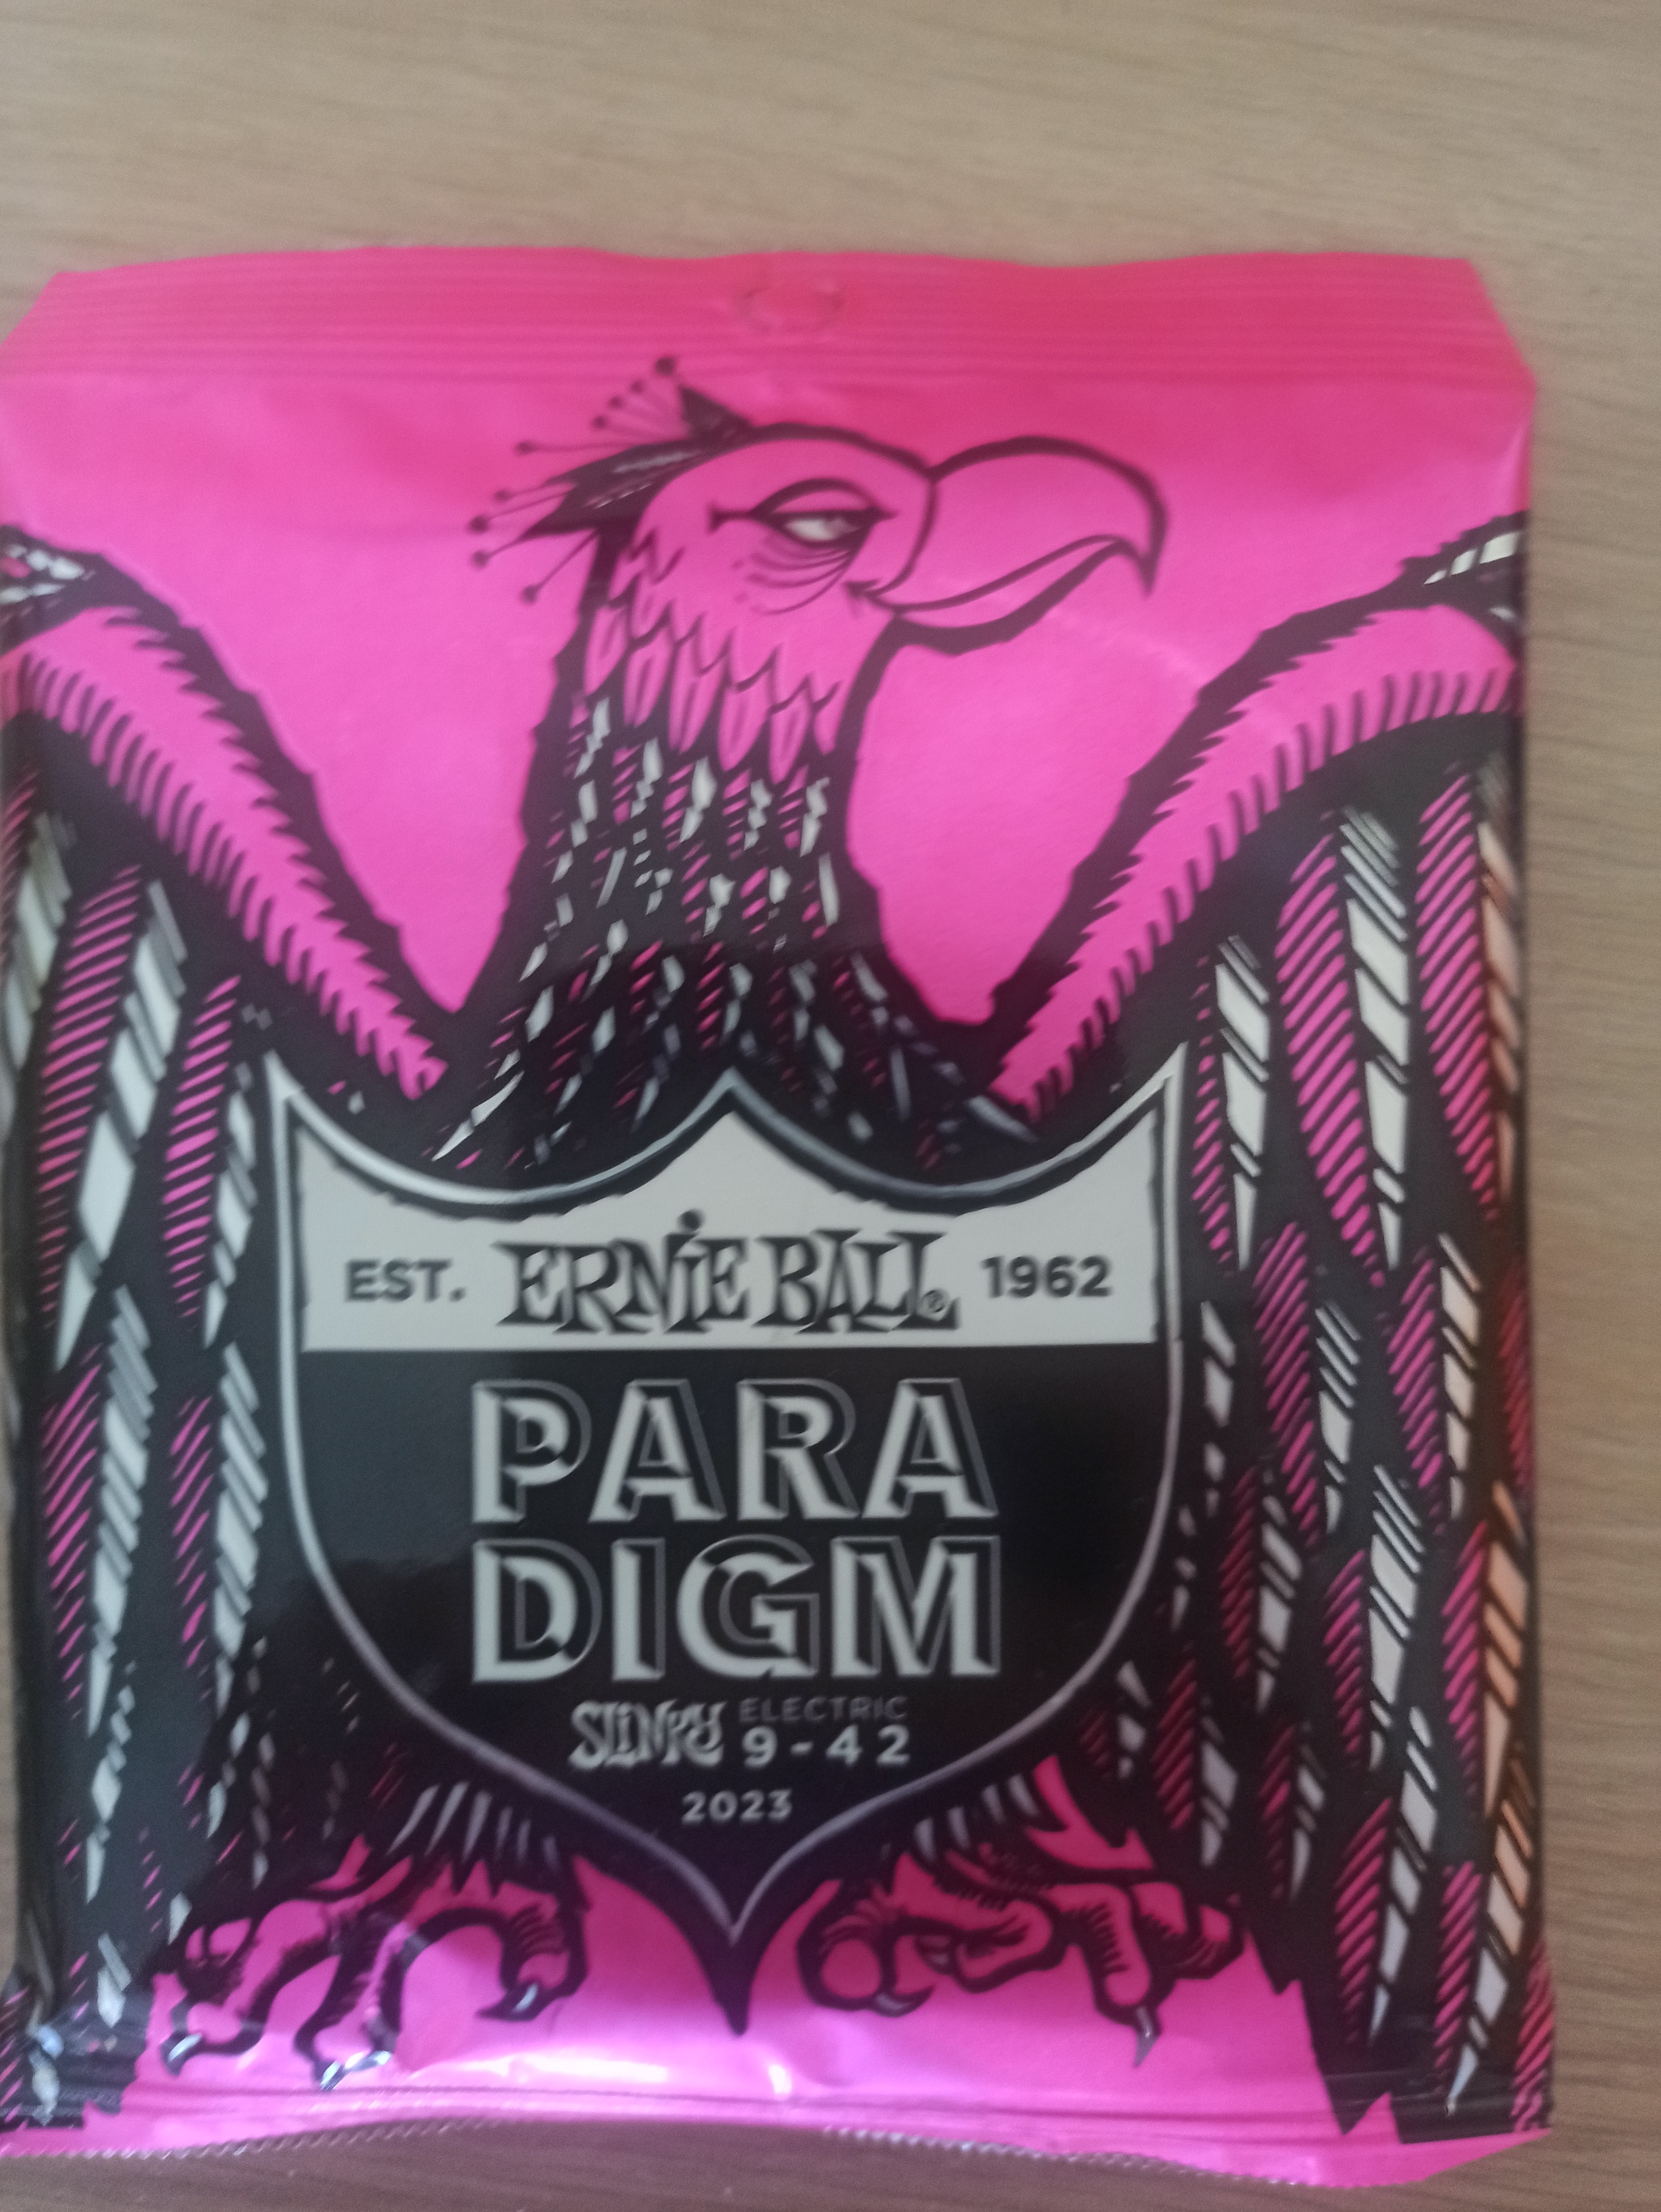 EST. ERNIE BALL® 1962
PARA
DIGM
SLINKY ELECTRIC
9-42
2023